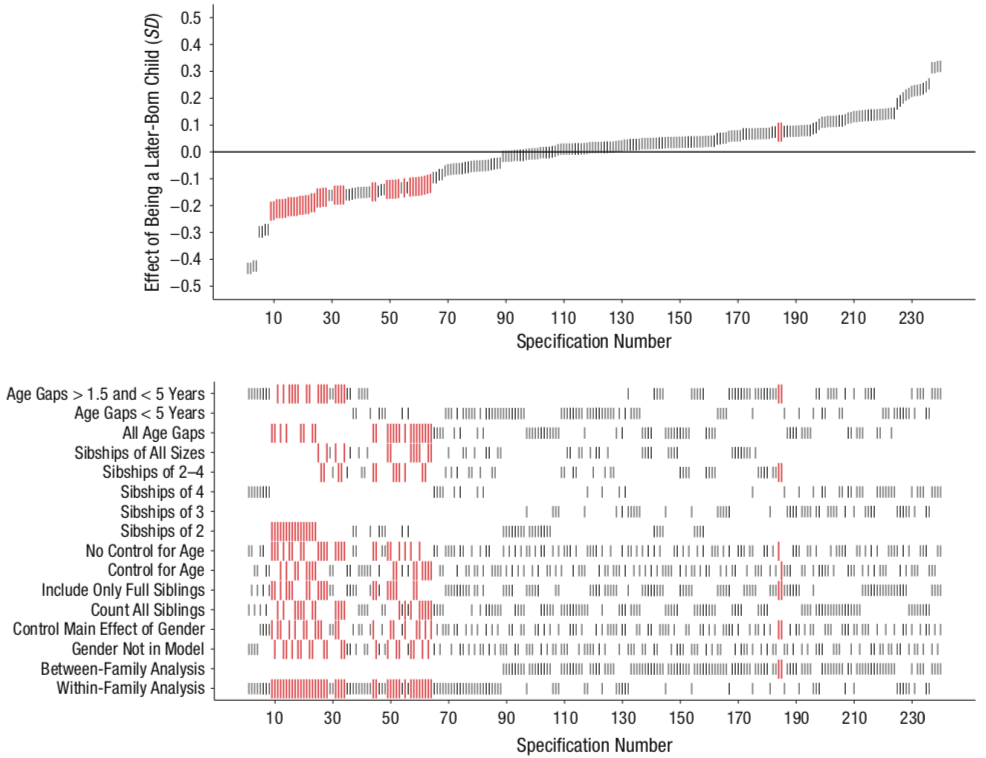 Effect of Being a Later-Born Child (SD)
0.5
0.4
0.3
0.2
0.1
0.0
−0.1
−0.2
−0.3
−0.4
−0.5
10 30 50 70 90 110 130 150 170 190 210 230
Specification Number
Age Gaps > 1.5 and < 5 Years
Age Gaps < 5 Years
All Age Gaps
Sibships of All Sizes
Sibships of 2–4
Sibships of 4
Sibships of 3
Sibships of 2
No Control for Age
Control for Age
Include Only Full Siblings
Count All Siblings
Control Main Effect of Gender
Gender Not in Model
Between-Family Analysis
Within-Family Analysis
10 30 50 70 90 110 130 150 170 190 210 230
Specification Number